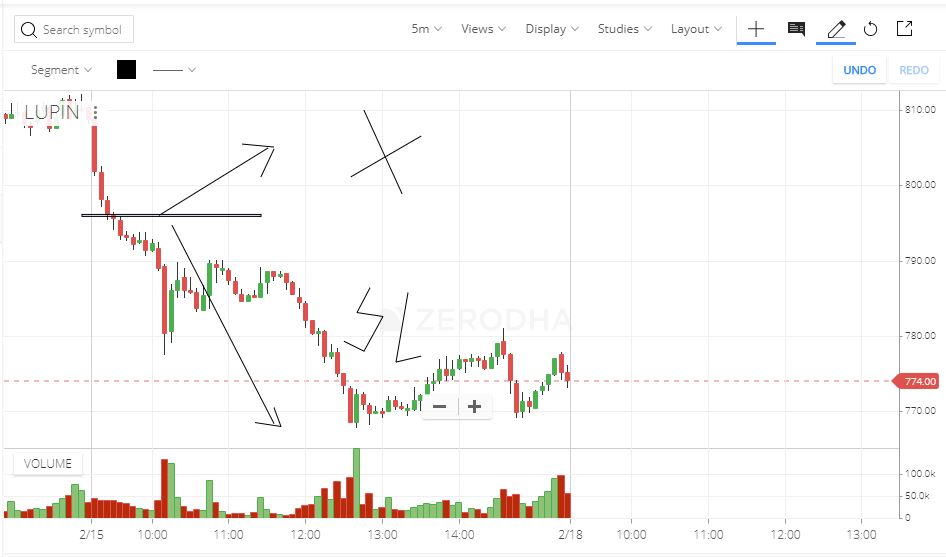 Search symbol 5m Views Display Studies Layout
Segment UNDO REDO
LUPIN
810.00
800.00
790.00
ZERODHA
780.00
774.00
770.00
VOLUME
100.0k
50.0k
0
2/15 10:00 11:00 12:00 13:00 14:00 2/18 10:00 11:00 12:00 13:00